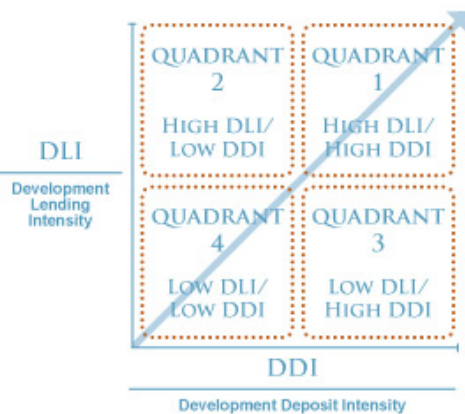 QUADRANT
2
HIGH DLI/
LOW DDI
QUADRANT
1
HIGH DLI/
HIGH DDI
DLI
Development
Lending
Intensity
QUADRANT
4
LOW DLI/
LOW DDI
QUADRANT
3
LOW DLI/
HIGH DDI
DDI
Development Deposit Intensity